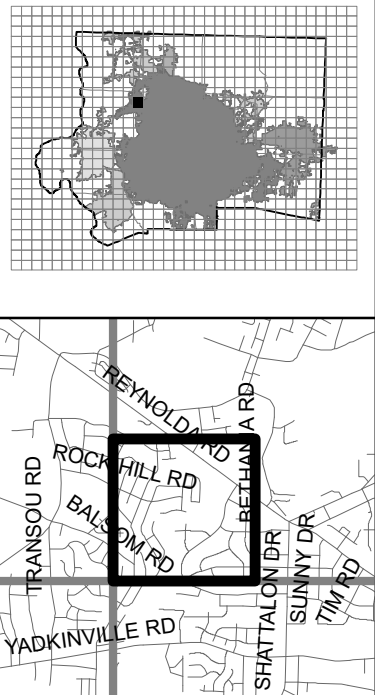 REYNOLDA RD
BETHANIA RD
ROCK HILL RD
BALSOM RD
TRANSOU RD
SHATTALON DR
SUNNY DR
TIM RD
YADKINVILLE RD